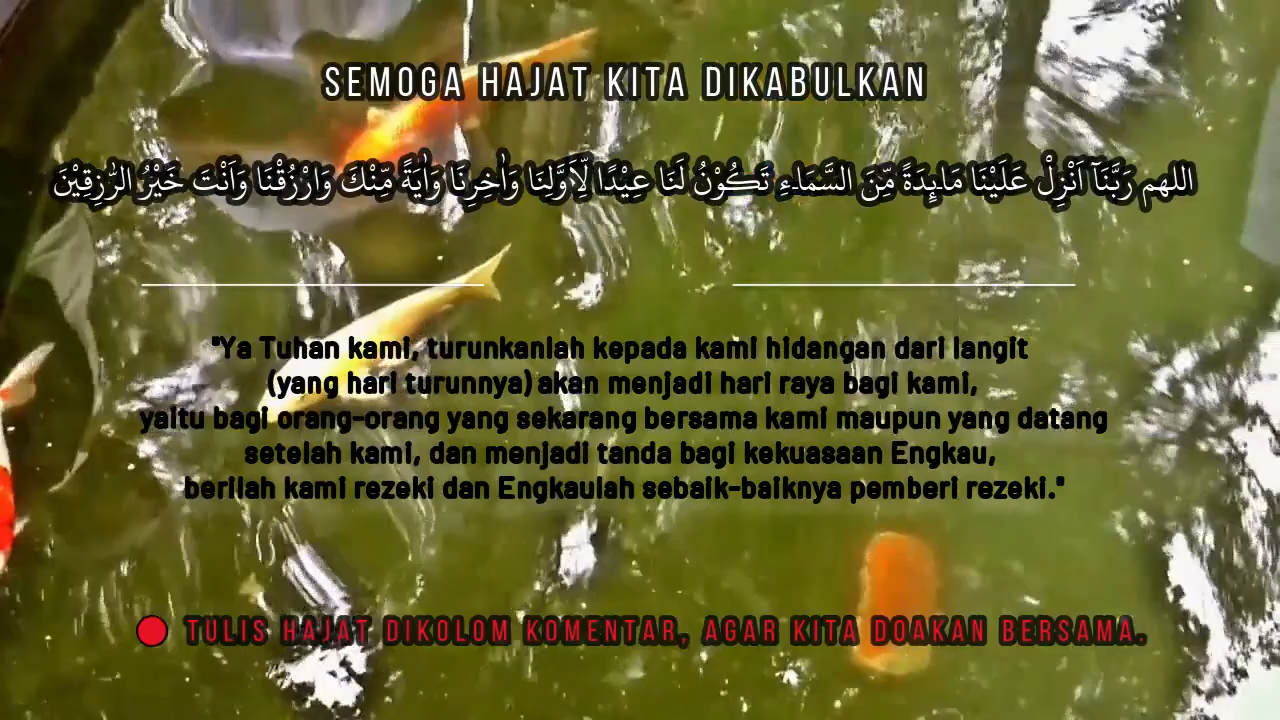 SEMOGA HAJAT KITA DIKABULKAN
اللهم رَبَّنَآ اَنْزِلْ عَلَيْنَا مَاۤىِٕدَةً مِّنَ السَّمَاۤءِ تَكُوْنُ لَنَا عِيْدًا لِّاَوَّلِنَا وَاٰخِرِنَا وَاٰيَةً مِّنْكَ وَارْزُقْنَا وَاَنْتَ خَيْرُ الرّٰزِقِيْنَ
"Ya Tuhan kami, turunkanlah kepada kami hidangan dari langit
(yang hari turunnya) akan menjadi hari raya bagi kami,
yaitu bagi orang-orang yang sekarang bersama kami maupun yang datang
setelah kami, dan menjadi tanda bagi kekuasaan Engkau,
berilah kami rezeki dan Engkaulah sebaik-baiknya pemberi rezeki."
TULIS HAJAT DIKOLOM KOMENTAR, AGAR KITA DOAKAN BERSAMA.